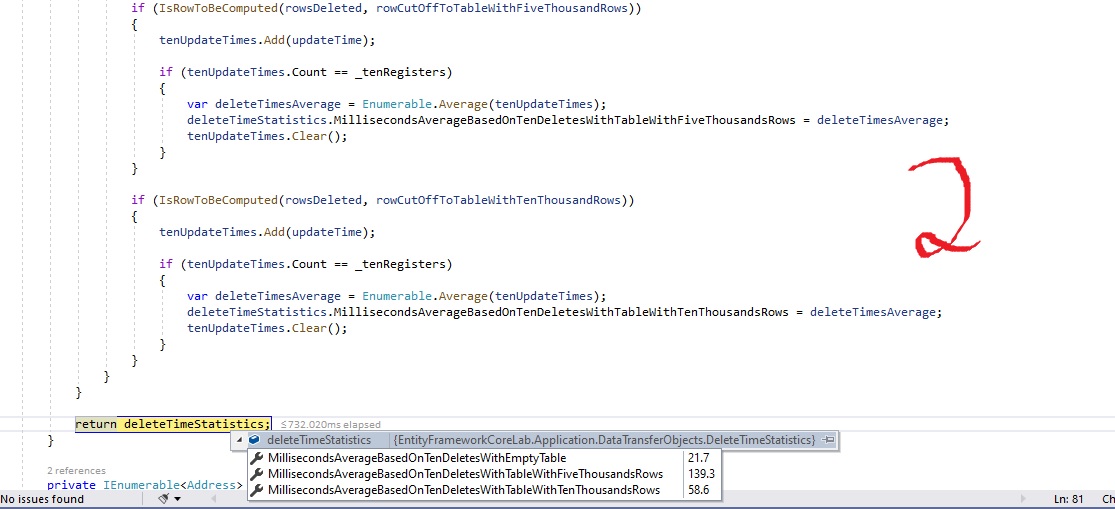 if (IsRowToBeComputed(rowsDeleted, rowCutOffToTableWithFiveThousandRows))
{
tenUpdateTimes.Add(updateTime);
if (tenUpdateTimes.Count == _tenRegisters)
{
var deleteTimesAverage = Enumerable.Average(tenUpdateTimes);
deleteTimeStatistics.MillisecondsAverageBasedOnTenDeletesWithTableWithFiveThousandsRows = deleteTimesAverage;
tenUpdateTimes.Clear();
}
}
2
if (IsRowToBeComputed(rowsDeleted, rowCutOffToTableWithTenThousandRows))
{
tenUpdateTimes.Add(updateTime);
if (tenUpdateTimes.Count == _tenRegisters)
{
var deleteTimesAverage = Enumerable.Average(tenUpdateTimes);
deleteTimeStatistics.MillisecondsAverageBasedOnTenDeletesWithTableWithTenThousandsRows = deleteTimesAverage;
tenUpdateTimes.Clear();
}
}
}
}
return deleteTimeStatistics; ≤732.020ms elapsed
}
deleteTimeStatistics {EntityFrameworkCoreLab.Application.DataTransferObjects.DeleteTimeStatistics}
MillisecondsAverageBasedOnTenDeletesWithEmptyTable 21.7
2 references
MillisecondsAverageBasedOnTenDeletesWithTableWithFiveThousandsRows 139.3
private IEnumerable<Address>
MillisecondsAverageBasedOnTenDeletesWithTableWithTenThousandsRows 58.6
No issues found Ln: 81 Ch